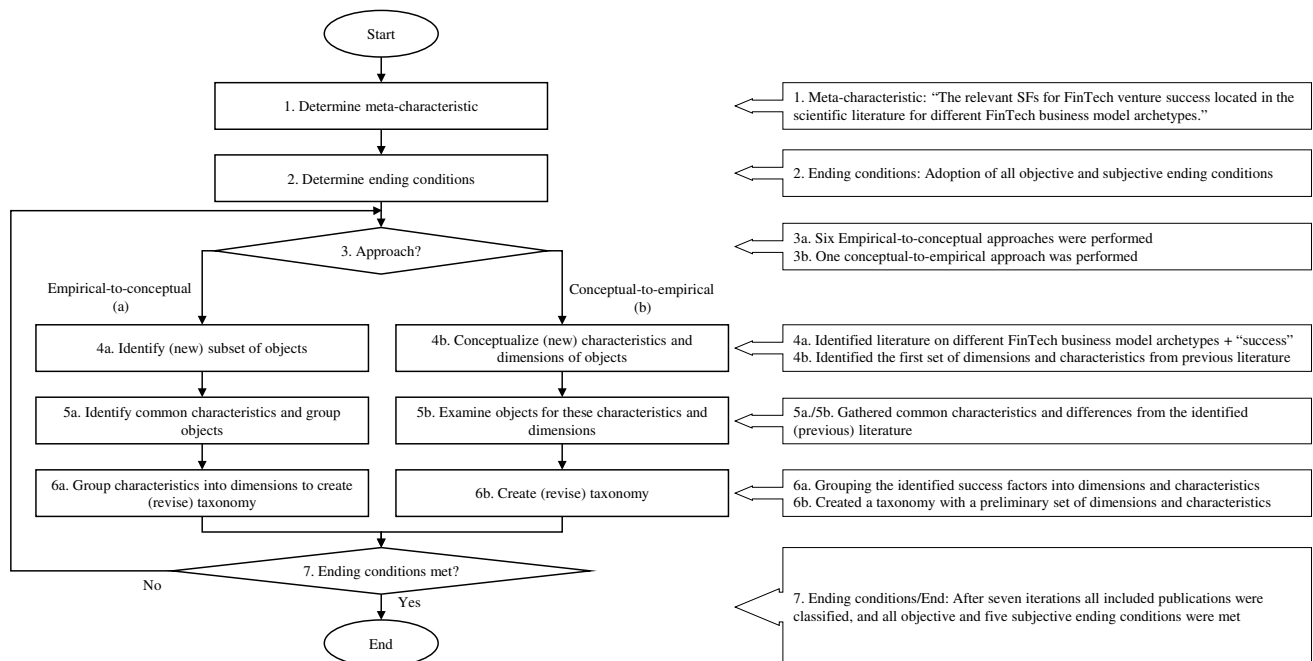 Start
1. Determine meta-characteristic
1. Meta-characteristic: “The relevant SFs for FinTech venture success located in the
scientific literature for different FinTech business model archetypes.”
2. Determine ending conditions
2. Ending conditions: Adoption of all objective and subjective ending conditions
3. Approach?
3a. Six Empirical-to-conceptual approaches were performed
3b. One conceptual-to-empirical approach was performed
Empirical-to-conceptual
(a)
Conceptual-to-empirical
(b)
4a. Identify (new) subset of objects
4b. Conceptualize (new) characteristics and
dimensions of objects
4a. Identified literature on different FinTech business model archetypes + “success”
4b. Identified the first set of dimensions and characteristics from previous literature
5a. Identify common characteristics and group
objects
5b. Examine objects for these characteristics and
dimensions
5a./5b. Gathered common characteristics and differences from the identified
(previous) literature
6a. Group characteristics into dimensions to create
(revise) taxonomy
6b. Create (revise) taxonomy
6a. Grouping the identified success factors into dimensions and characteristics
6b. Created a taxonomy with a preliminary set of dimensions and characteristics
7. Ending conditions met?
No
Yes
7. Ending conditions/End: After seven iterations all included publications were
classified, and all objective and five subjective ending conditions were met
End